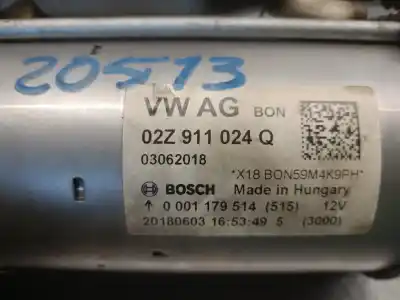 20513
VW AG BON
02Z 911 024 Q
03062018
*X18 BON59M4K9PH*
BOSCH Made in Hungary
↑ 0 001 179 514 (515) 12V
20180603 16:53:49 5 (3000)